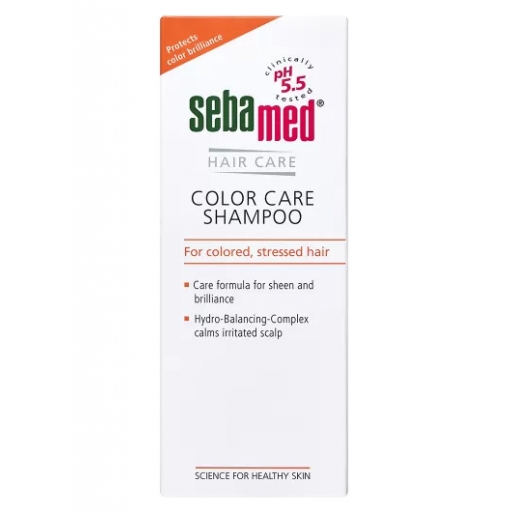 Protects
color brilliance
clinically
pH
5.5
tested
sebamed®
HAIR CARE
COLOR CARE
SHAMPOO
For colored, stressed hair
▪ Care formula for sheen and
brilliance
▪ Hydro-Balancing-Complex
calms irritated scalp
SCIENCE FOR HEALTHY SKIN